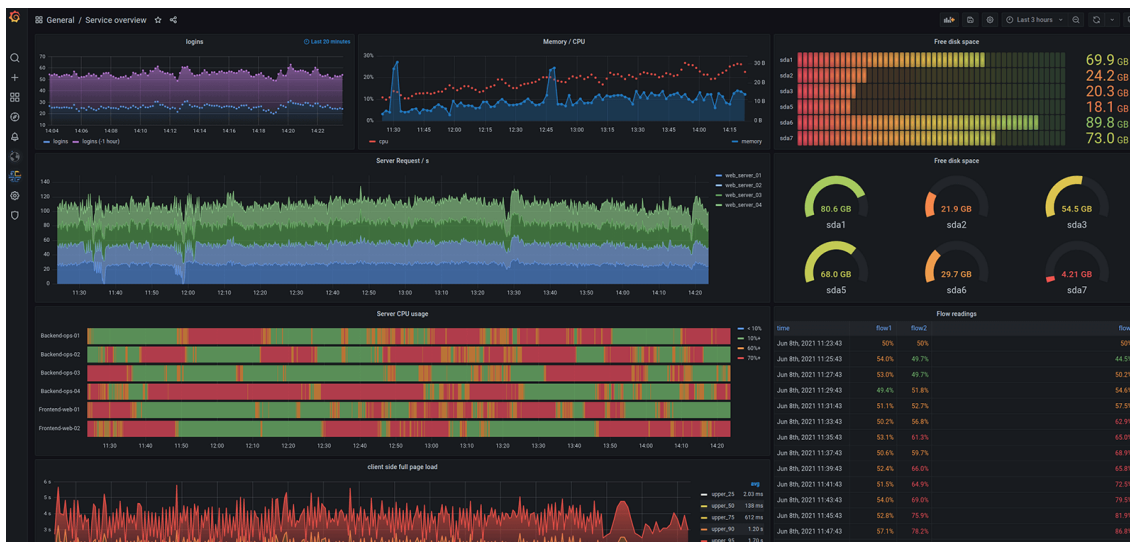 General / Service overview
Last 3 hours
logins
Last 20 minutes
70
60
50
40
30
20
10
14:04 14:06 14:08 14:10 14:12 14:14 14:16 14:18 14:20 14:22
logins logins (-1 hour)
Memory / CPU
30%
20%
10%
0%
30 B
20 B
10 B
0 B
11:30 11:45 12:00 12:15 12:30 12:45 13:00 13:15 13:30 13:45 14:00 14:15
cpu memory
Free disk space
sda1 69.9 GB
sda2 24.2 GB
sda3 20.3 GB
sda5 18.1 GB
sda6 89.8 GB
sda7 73.0 GB
Server Request / s
140
120
100
80
60
40
20
0
11:30 11:40 11:50 12:00 12:10 12:20 12:30 12:40 12:50 13:00 13:10 13:20 13:30 13:40 13:50 14:00 14:10 14:20
web_server_01
web_server_02
web_server_03
web_server_04
Free disk space
80.6 GB 21.9 GB 54.5 GB
sda1 sda2 sda3
68.0 GB 29.7 GB 4.21 GB
sda5 sda6 sda7
Server CPU usage
Backend-ops-01
Backend-ops-02
Backend-ops-03
Backend-ops-04
Frontend-web-01
Frontend-web-02
11:30 11:40 11:50 12:00 12:10 12:20 12:30 12:40 12:50 13:00 13:10 13:20 13:30 13:40 13:50 14:00 14:10 14:20
< 10%
10%+
60%+
70%+
Flow readings
time flow1 flow2 flow
Jun 8th, 2021 11:23:43 50% 50% 50%
Jun 8th, 2021 11:25:43 54.0% 49.7% 44.5%
Jun 8th, 2021 11:27:43 53.0% 49.7% 50.2%
Jun 8th, 2021 11:29:43 49.4% 51.8% 54.6%
Jun 8th, 2021 11:31:43 51.1% 52.7% 57.5%
Jun 8th, 2021 11:33:43 50.2% 56.8% 62.9%
Jun 8th, 2021 11:35:43 53.1% 61.3% 65.0%
Jun 8th, 2021 11:37:43 50.6% 59.7% 68.9%
Jun 8th, 2021 11:39:43 52.4% 66.0% 65.8%
Jun 8th, 2021 11:41:43 51.5% 64.9% 72.5%
Jun 8th, 2021 11:43:43 54.0% 69.0% 79.5%
Jun 8th, 2021 11:45:43 52.8% 75.9% 81.9%
Jun 8th, 2021 11:47:43 57.1% 78.2% 86.8%
client side full page load
6 s
5 s
4 s
3 s
avg
upper_25 2.03 ms
upper_50 138 ms
upper_75 612 ms
upper_90 1.20 s
upper_95 1.70 s